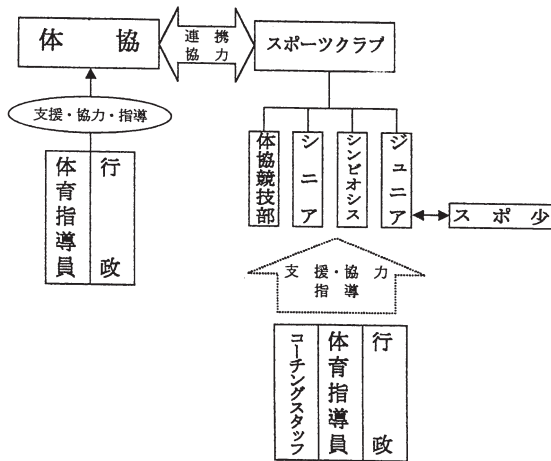 体 協
連 携
協 力
スポーツクラブ
支援・協力・指導
体協競技部
シニア
シンビオシス
ジュニア
スポ少
体育指導員
行 政
支 援・協 力
指 導
コーチングスタッフ
体育指導員
行 政